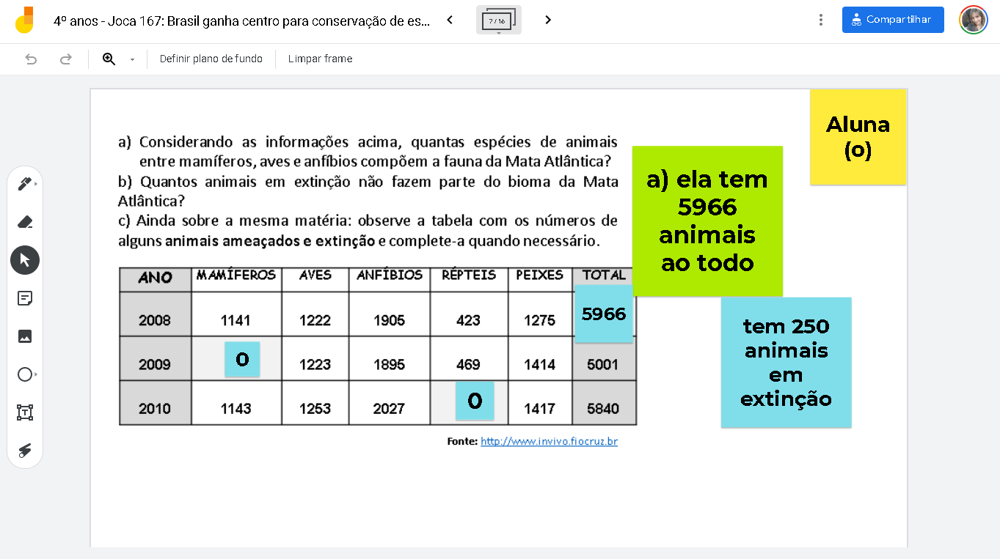 4º anos - Joca 167: Brasil ganha centro para conservação de es...
7 / 16
Compartilhar
Definir plano de fundo
Limpar frame
Aluna
(o)
a) Considerando as informações acima, quantas espécies de animais
entre mamíferos, aves e anfíbios compõem a fauna da Mata Atlântica?
b) Quantos animais em extinção não fazem parte do bioma da Mata
Atlântica?
c) Ainda sobre a mesma matéria: observe a tabela com os números de
alguns animais ameaçados e extinção e complete-a quando necessário.
a) ela tem
5966
animais
ao todo
ANO MAMÍFEROS AVES ANFÍBIOS RÉPTEIS PEIXES TOTAL
2008 1141 1222 1905 423 1275 5966
2009 0 1223 1895 469 1414 5001
2010 1143 1253 2027 0 1417 5840
tem 250
animais
em
extinção
Fonte: http://www.invivo.fiocruz.br